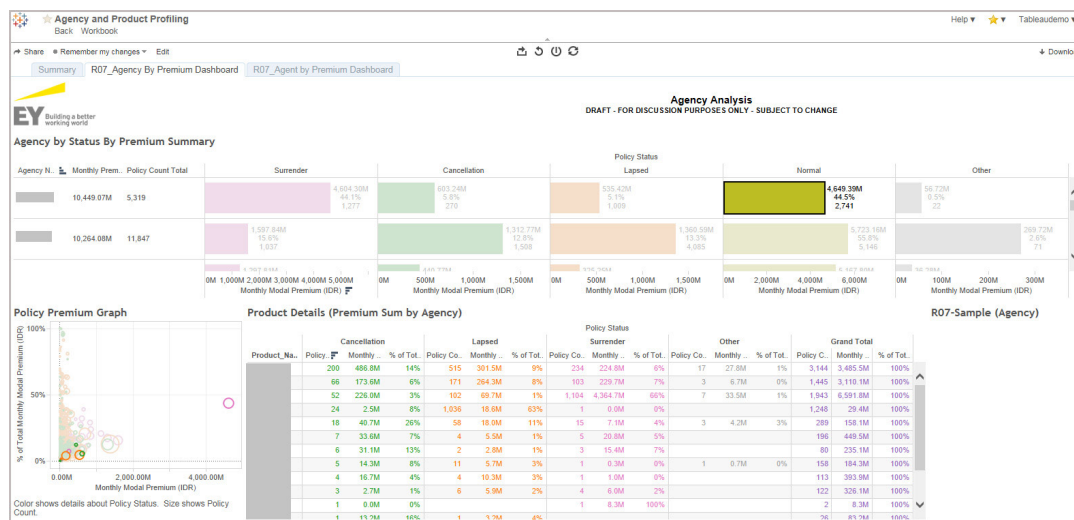 Agency and Product Profiling
Help ▾ ▾ Tableaudemo ▾
Back Workbook
Share Remember my changes ▾ Edit
Summary R07_Agency By Premium Dashboard R07_Agent by Premium Dashboard
EY Building a better
working world
Agency Analysis
DRAFT - FOR DISCUSSION PURPOSES ONLY - SUBJECT TO CHANGE
Agency by Status By Premium Summary
Policy Status
Agency N.. Monthly Prem.. Policy Count Total Surrender Cancellation Lapsed Normal Other
4,604.30M 603.24M 535.42M 4,649.39M 56.72M
10,449.07M 5,319 44.1% 5.8% 5.1% 44.5% 0.5%
1,277 270 1,009 2,741 22
1,597.84M 1,312.77M 1,360.59M 5,723.16M 269.72M
10,264.08M 11,847 15.6% 12.8% 13.3% 55.8% 2.6%
1,037 1,508 4,085 5,146 71
0M 1,000M 2,000M 3,000M 4,000M 5,000M 0M 500M 1,000M 1,500M 0M 500M 1,000M 1,500M 0M 2,000M 4,000M 6,000M 0M 100M 200M 300M
Monthly Modal Premium (IDR) Monthly Modal Premium (IDR) Monthly Modal Premium (IDR) Monthly Modal Premium (IDR) Monthly Modal Premium (IDR)
Policy Premium Graph Product Details (Premium Sum by Agency) R07-Sample (Agency)
% of Total Monthly Modal Premium (IDR)
100%
50%
0%
0.00M 2,000.00M 4,000.00M
Monthly Modal Premium (IDR)
Color shows details about Policy Status. Size shows Policy
Count.
Policy Status
Cancellation Lapsed Surrender Other Grand Total
Product_Na.. Policy.. Monthly .. % of Tot.. Policy Co.. Monthly .. % of Tot.. Policy Co.. Monthly .. % of Tot.. Policy Co.. Monthly .. % of Tot.. Policy C.. Monthly .. % of Tot..
200 486.8M 14% 515 301.5M 9% 234 224.8M 6% 17 27.8M 1% 3,144 3,485.5M 100%
66 173.6M 6% 171 264.3M 8% 103 229.7M 7% 3 6.7M 0% 1,445 3,110.1M 100%
52 226.0M 3% 102 69.7M 1% 1,104 4,364.7M 66% 7 33.5M 1% 1,943 6,591.8M 100%
24 2.5M 8% 1,036 18.6M 63% 1 0.0M 0% 1,248 29.4M 100%
18 40.7M 26% 58 18.0M 11% 15 7.1M 4% 3 4.2M 3% 289 158.1M 100%
7 33.6M 7% 4 5.5M 1% 5 20.8M 5% 196 449.5M 100%
6 31.1M 13% 2 2.8M 1% 3 15.4M 7% 80 235.1M 100%
5 14.3M 8% 11 5.7M 3% 1 0.3M 0% 1 0.7M 0% 158 184.3M 100%
4 16.7M 4% 4 10.3M 3% 1 1.0M 0% 113 393.9M 100%
3 2.7M 1% 6 5.9M 2% 4 6.0M 2% 122 326.1M 100%
1 0.0M 0% 1 8.3M 100% 2 8.3M 100%
1 13.2M 16% 1 3.2M 4% 26 83.2M 100%